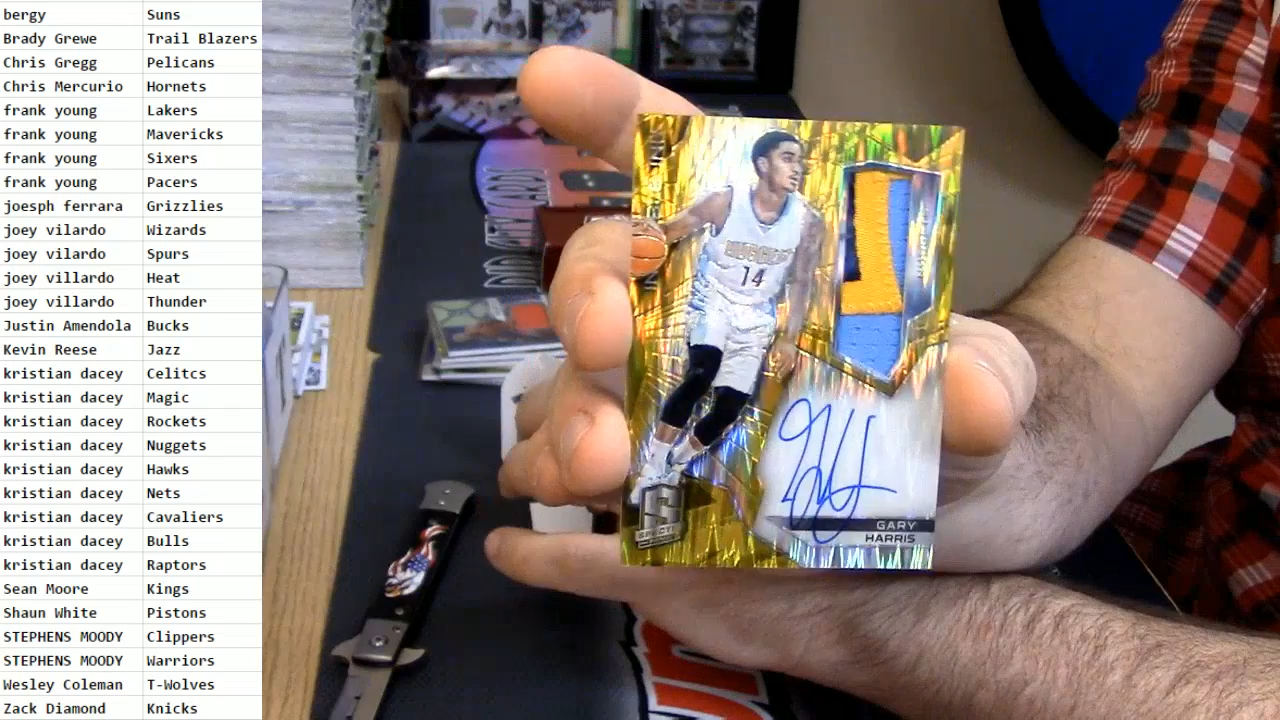 bergy Suns
Brady Grewe Trail Blazers
Chris Gregg Pelicans
Chris Mercurio Hornets
frank young Lakers
frank young Mavericks
frank young Sixers
frank young Pacers
joesph ferrara Grizzlies
joey vilardo Wizards
joey vilardo Spurs
joey villardo Heat
joey villardo Thunder
Justin Amendola Bucks
Kevin Reese Jazz
kristian dacey Celitcs
kristian dacey Magic
kristian dacey Rockets
kristian dacey Nuggets
kristian dacey Hawks
kristian dacey Nets
kristian dacey Cavaliers
kristian dacey Bulls
kristian dacey Raptors
Sean Moore Kings
Shaun White Pistons
STEPHENS MOODY Clippers
STEPHENS MOODY Warriors
Wesley Coleman T-Wolves
Zack Diamond Knicks
NUGGETS
14
GARY
HARRIS